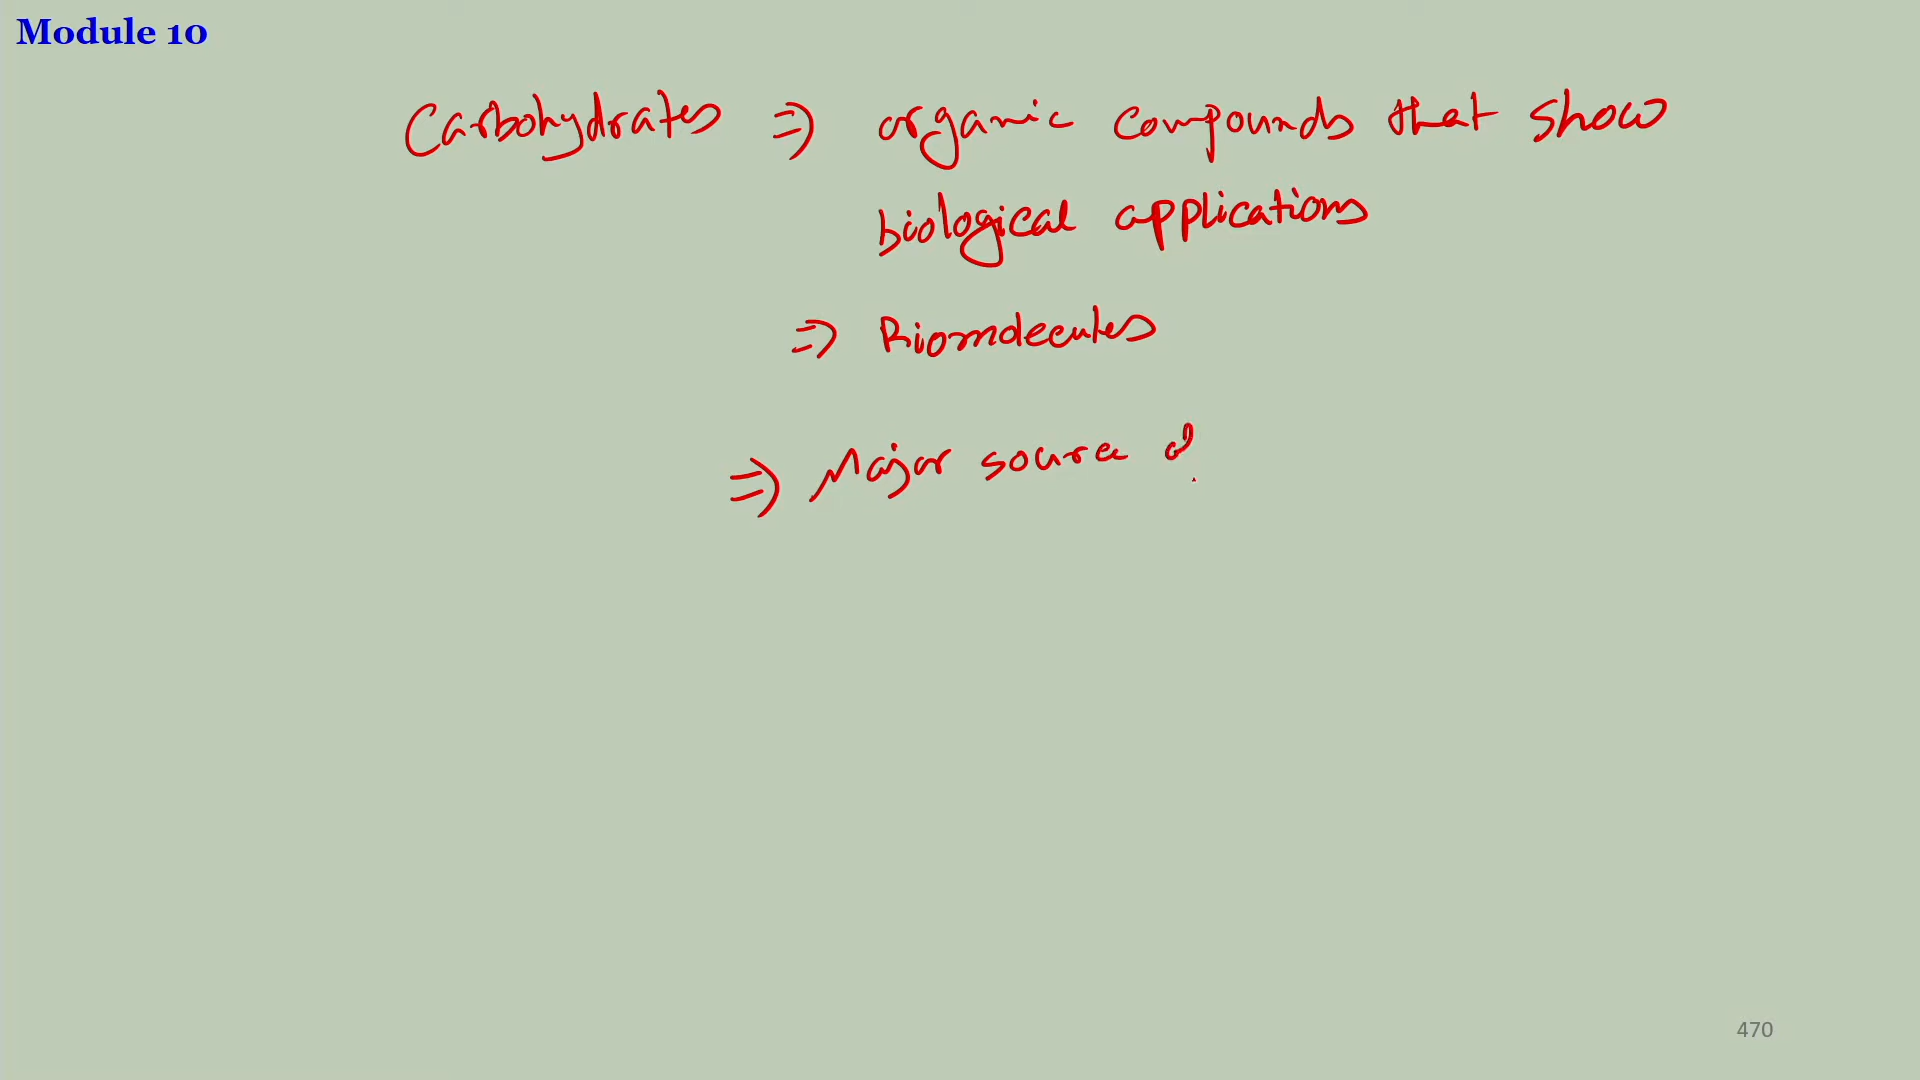 Module 10
Carbohydrates ⇒ organic compounds that show
biological applications
⇒ Biomolecules
⇒ Major source
470